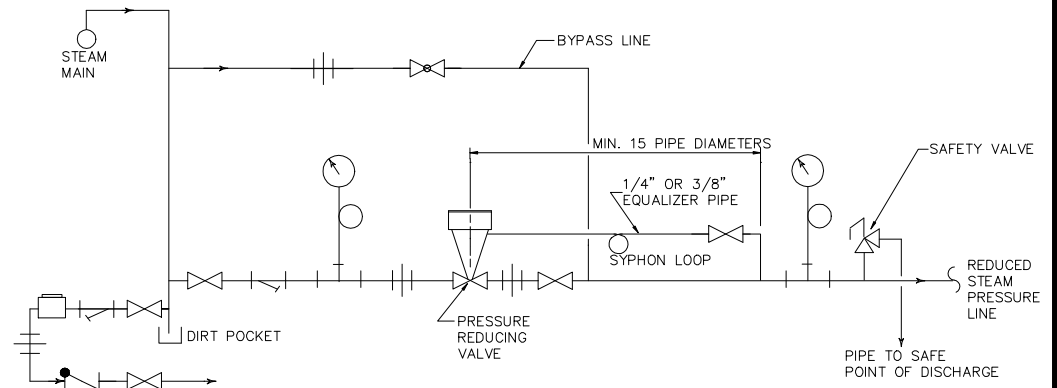 STEAM
MAIN
BYPASS LINE
MIN. 15 PIPE DIAMETERS
SAFETY VALVE
1/4" OR 3/8"
EQUALIZER PIPE
SYPHON LOOP
REDUCED
STEAM
PRESSURE
LINE
DIRT POCKET
PRESSURE
REDUCING
VALVE
PIPE TO SAFE
POINT OF DISCHARGE